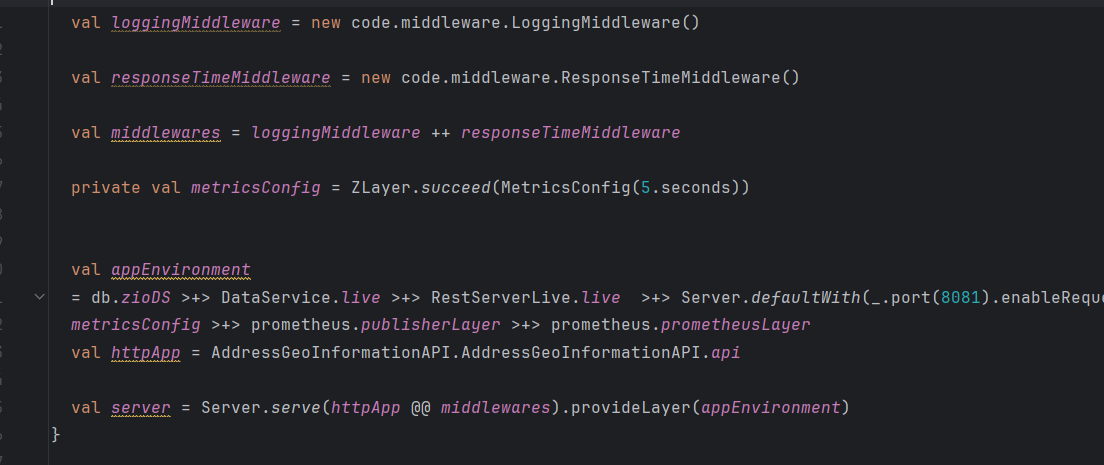 val loggingMiddleware = new code.middleware.LoggingMiddleware()
val responseTimeMiddleware = new code.middleware.ResponseTimeMiddleware()
val middlewares = loggingMiddleware ++ responseTimeMiddleware
private val metricsConfig = ZLayer.succeed(MetricsConfig(5.seconds))
val appEnvironment
= db.zioDS >+> DataService.live >+> RestServerLive.live  >+> Server.defaultWith(_.port(8081).enableReque
metricsConfig >+> prometheus.publisherLayer >+> prometheus.prometheusLayer
val httpApp = AddressGeoInformationAPI.AddressGeoInformationAPI.api
val server = Server.serve(httpApp @@ middlewares).provideLayer(appEnvironment)
}